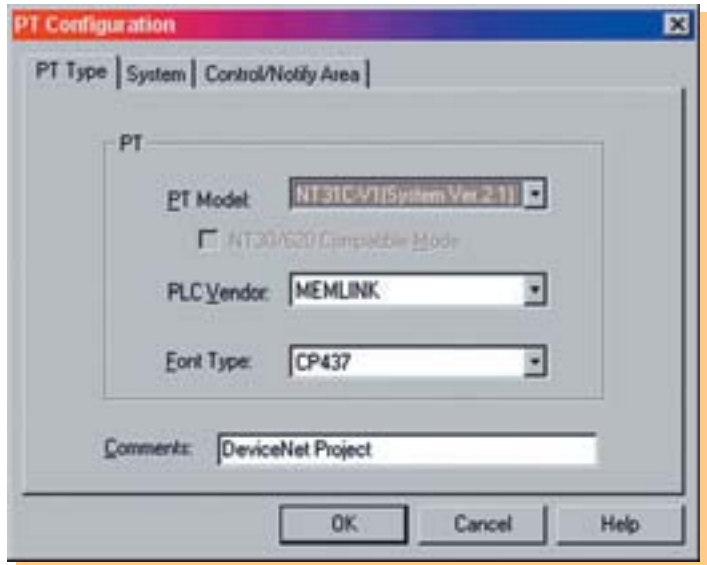 PT Configuration
PT Type System Control/Notify Area
PT
PT Model: NT31C-V1(System Ver 2.1)
NT30/620 Compatible Mode
PLC Vendor: MEMLINK
Font Type: CP437
Comments: DeviceNet Project
OK Cancel Help